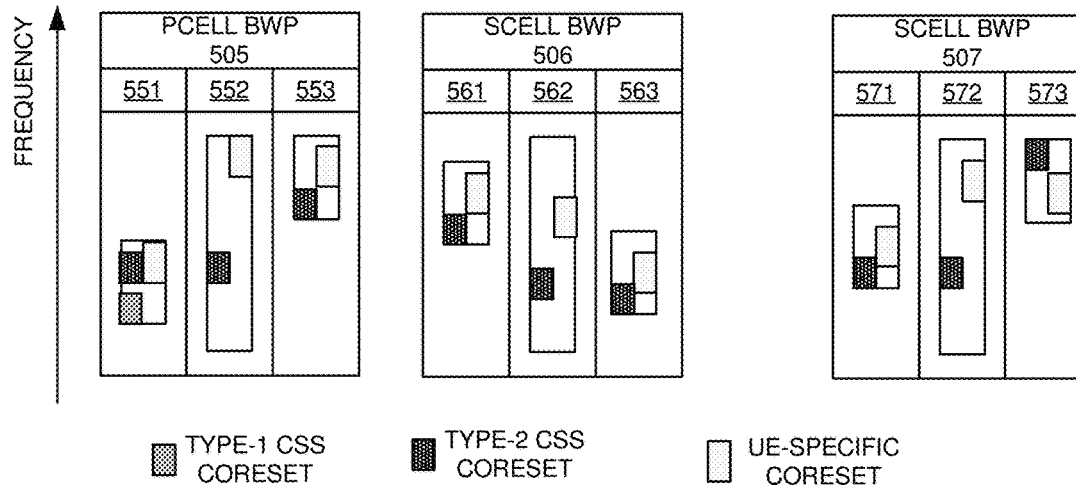 FREQUENCY
PCELL BWP
505
551 552 553
SCELL BWP
506
561 562 563
SCELL BWP
507
571 572 573
TYPE-1 CSS
CORESET
TYPE-2 CSS
CORESET
UE-SPECIFIC
CORESET